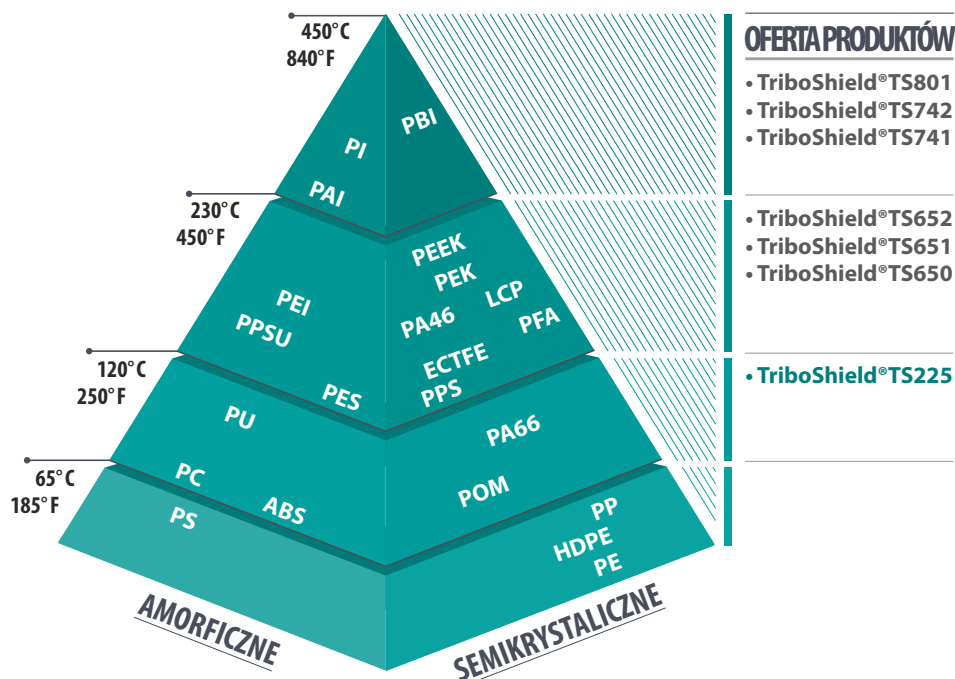 450°C
840°F
OFERTA PRODUKTÓW
• TriboShield®TS801
• TriboShield®TS742
• TriboShield®TS741
PBI
PI
PAI
230°C
450°F
• TriboShield®TS652
• TriboShield®TS651
• TriboShield®TS650
PEEK
PEK
LCP
PEI
PA46
PFA
PPSU
ECTFE
PPS
PES
120°C
250°F
• TriboShield®TS225
PU
PA66
PC
POM
ABS
65°C
185°F
PS
PP
HDPE
PE
AMORFICZNE
SEMIKRYSTALICZNE